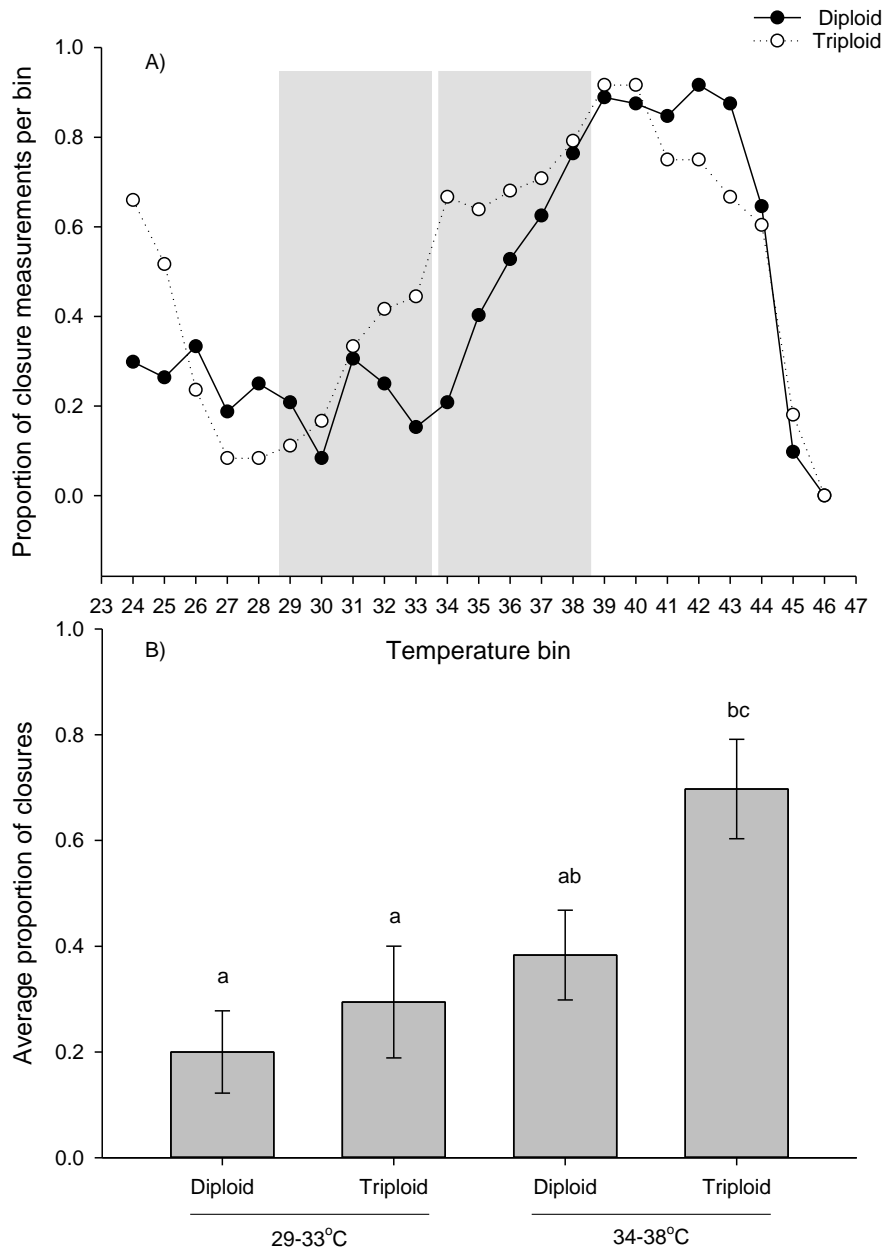 Diploid
Triploid
A)
Proportion of closure measurements per bin
1.0
0.8
0.6
0.4
0.2
0.0
23 24 25 26 27 28 29 30 31 32 33 34 35 36 37 38 39 40 41 42 43 44 45 46 47
Temperature bin
B)
Average proportion of closures
1.0
0.8
0.6
0.4
0.2
0.0
a
a
ab
bc
Diploid Triploid Diploid Triploid
29-33°C 34-38°C